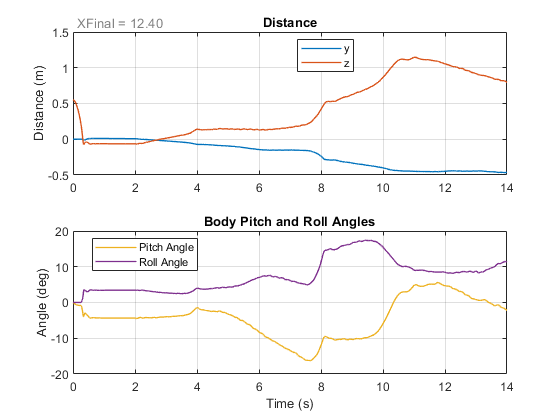 XFinal = 12.40
Distance
1.5
1
0.5
0
-0.5
Distance (m)
y
z
0 2 4 6 8 10 12 14
Body Pitch and Roll Angles
20
10
0
-10
-20
Angle (deg)
Pitch Angle
Roll Angle
0 2 4 6 8 10 12 14
Time (s)